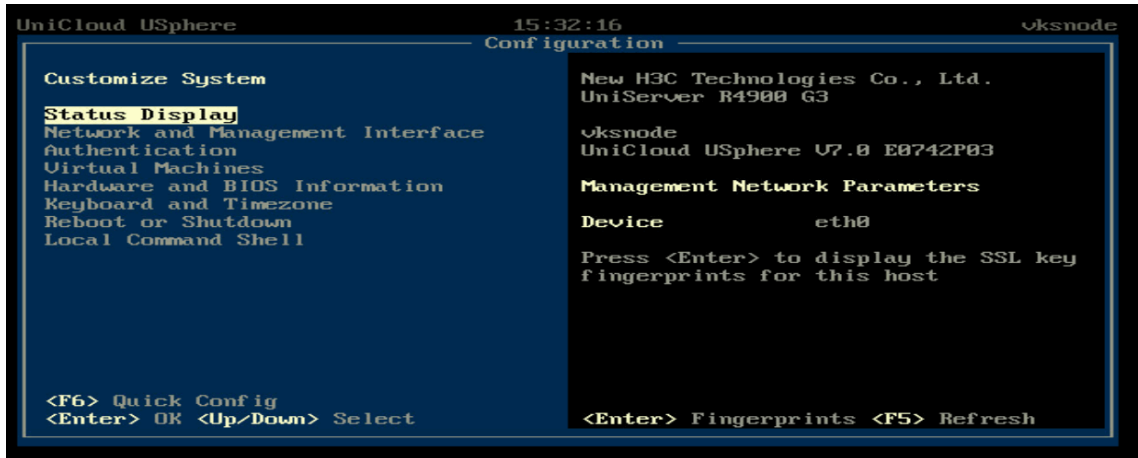 UniCloud USphere 15:32:16 vksnode
Configuration
Customize System
Status Display
Network and Management Interface
Authentication
Virtual Machines
Hardware and BIOS Information
Keyboard and Timezone
Reboot or Shutdown
Local Command Shell
<F6> Quick Config
<Enter> OK <Up/Down> Select
New H3C Technologies Co., Ltd.
UniServer R4900 G3
vksnode
UniCloud USphere V7.0 E0742P03
Management Network Parameters
Device eth0
Press <Enter> to display the SSL key
fingerprints for this host
<Enter> Fingerprints <F5> Refresh